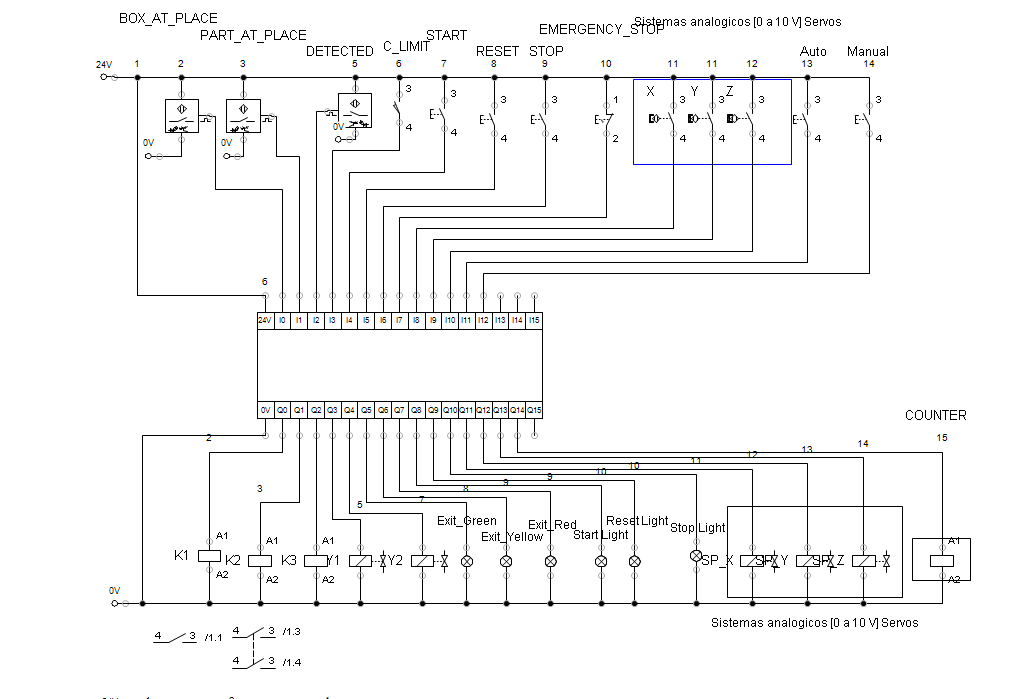 BOX_AT_PLACE
PART_AT_PLACE
DETECTED
C_LIMIT
START
RESET
STOP
EMERGENCY_STOP
Sistemas analogicos [0 a 10 V] Servos
Auto
Manual
24V 1 2 3 5 6 7 8 9 10 11 11 12 13 14
X Y Z
3 3 3 3 1 3 3 3 3 3
4 4 4 4 2 4 4 4 4 4
0V 0V 0V
6
24V I0 I1 I2 I3 I4 I5 I6 I7 I8 I9 I10 I11 I12 I13 I14 I15
0V Q0 Q1 Q2 Q3 Q4 Q5 Q6 Q7 Q8 Q9 Q10 Q11 Q12 Q13 Q14 Q15
COUNTER
2 3 5 7 8 9 9 10 10 11 12 13 14 15
Exit_Green
Exit_Yellow
Exit_Red
Start Light
Reset Light
Stop Light
A1 A1 A1 A1
K1 K2 K3 Y1 Y2 SP_X SP_Y SP_Z
A2 A2 A2 A2
0V
Sistemas analogicos [0 a 10 V] Servos
4 3 /1.1
4 3 /1.3
4 3 /1.4